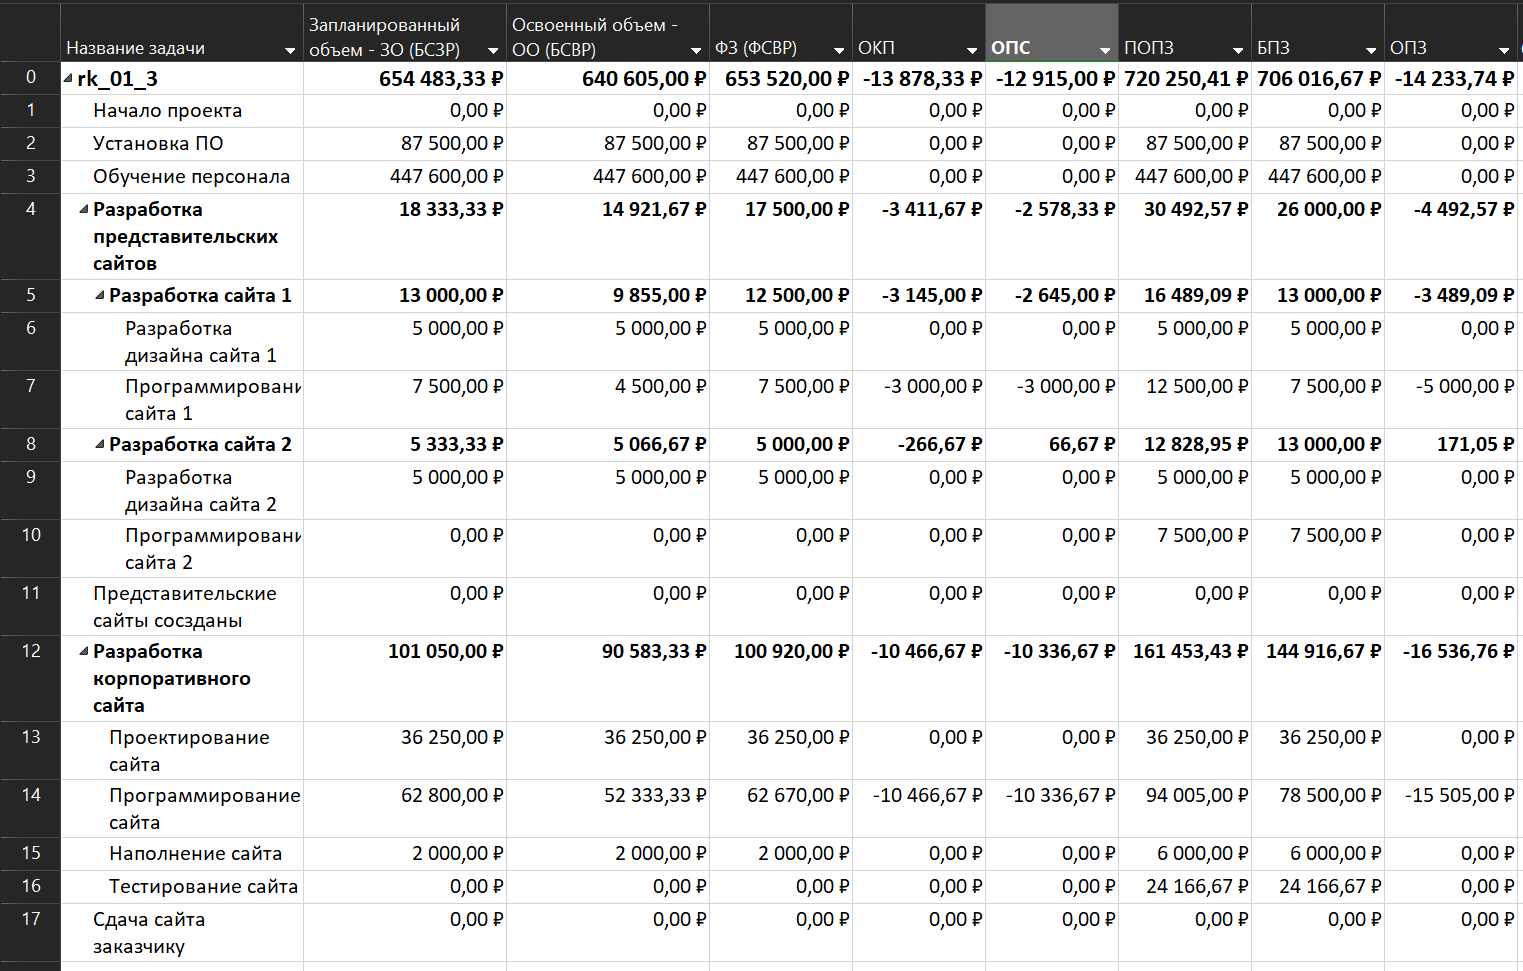 Название задачи	Запланированный объем - ЗО (БСЗР)	Освоенный объем - ОО (БСВР)	ФЗ (ФСВР)	ОКП	ОПС	ПОПЗ	БПЗ	ОПЗ
0	rk_01_3	654 483,33 ₽	640 605,00 ₽	653 520,00 ₽	-13 878,33 ₽	-12 915,00 ₽	720 250,41 ₽	706 016,67 ₽	-14 233,74 ₽
1	Начало проекта	0,00 ₽	0,00 ₽	0,00 ₽	0,00 ₽	0,00 ₽	0,00 ₽	0,00 ₽	0,00 ₽
2	Установка ПО	87 500,00 ₽	87 500,00 ₽	87 500,00 ₽	0,00 ₽	0,00 ₽	87 500,00 ₽	87 500,00 ₽	0,00 ₽
3	Обучение персонала	447 600,00 ₽	447 600,00 ₽	447 600,00 ₽	0,00 ₽	0,00 ₽	447 600,00 ₽	447 600,00 ₽	0,00 ₽
4	Разработка	18 333,33 ₽	14 921,67 ₽	17 500,00 ₽	-3 411,67 ₽	-2 578,33 ₽	30 492,57 ₽	26 000,00 ₽	-4 492,57 ₽
представительских
сайтов
5	Разработка сайта 1	13 000,00 ₽	9 855,00 ₽	12 500,00 ₽	-3 145,00 ₽	-2 645,00 ₽	16 489,09 ₽	13 000,00 ₽	-3 489,09 ₽
6	Разработка	5 000,00 ₽	5 000,00 ₽	5 000,00 ₽	0,00 ₽	0,00 ₽	5 000,00 ₽	5 000,00 ₽	0,00 ₽
дизайна сайта 1
7	Программировани	7 500,00 ₽	4 500,00 ₽	7 500,00 ₽	-3 000,00 ₽	-3 000,00 ₽	12 500,00 ₽	7 500,00 ₽	-5 000,00 ₽
сайта 1
8	Разработка сайта 2	5 333,33 ₽	5 066,67 ₽	5 000,00 ₽	-266,67 ₽	66,67 ₽	12 828,95 ₽	13 000,00 ₽	171,05 ₽
9	Разработка	5 000,00 ₽	5 000,00 ₽	5 000,00 ₽	0,00 ₽	0,00 ₽	5 000,00 ₽	5 000,00 ₽	0,00 ₽
дизайна сайта 2
10	Программировани	0,00 ₽	0,00 ₽	0,00 ₽	0,00 ₽	0,00 ₽	7 500,00 ₽	7 500,00 ₽	0,00 ₽
сайта 2
11	Представительские	0,00 ₽	0,00 ₽	0,00 ₽	0,00 ₽	0,00 ₽	0,00 ₽	0,00 ₽	0,00 ₽
сайты сосзданы
12	Разработка	101 050,00 ₽	90 583,33 ₽	100 920,00 ₽	-10 466,67 ₽	-10 336,67 ₽	161 453,43 ₽	144 916,67 ₽	-16 536,76 ₽
корпоративного
сайта
13	Проектирование	36 250,00 ₽	36 250,00 ₽	36 250,00 ₽	0,00 ₽	0,00 ₽	36 250,00 ₽	36 250,00 ₽	0,00 ₽
сайта
14	Программирование	62 800,00 ₽	52 333,33 ₽	62 670,00 ₽	-10 466,67 ₽	-10 336,67 ₽	94 005,00 ₽	78 500,00 ₽	-15 505,00 ₽
сайта
15	Наполнение сайта	2 000,00 ₽	2 000,00 ₽	2 000,00 ₽	0,00 ₽	0,00 ₽	6 000,00 ₽	6 000,00 ₽	0,00 ₽
16	Тестирование сайта	0,00 ₽	0,00 ₽	0,00 ₽	0,00 ₽	0,00 ₽	24 166,67 ₽	24 166,67 ₽	0,00 ₽
17	Сдача сайта	0,00 ₽	0,00 ₽	0,00 ₽	0,00 ₽	0,00 ₽	0,00 ₽	0,00 ₽	0,00 ₽
заказчику